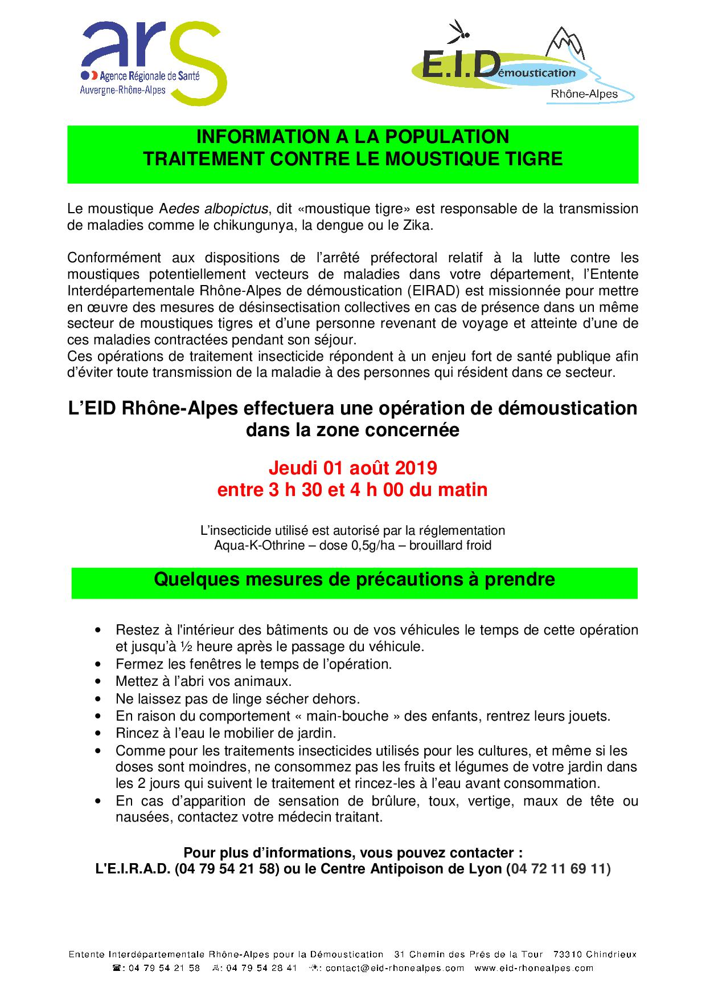 ars
Agence Régionale de Santé
Auvergne-Rhône-Alpes
E.I.Démoustication
Rhône-Alpes
INFORMATION A LA POPULATION
TRAITEMENT CONTRE LE MOUSTIQUE TIGRE
Le moustique Aedes albopictus, dit «moustique tigre» est responsable de la transmission
de maladies comme le chikungunya, la dengue ou le Zika.
Conformément aux dispositions de l’arrêté préfectoral relatif à la lutte contre les
moustiques potentiellement vecteurs de maladies dans votre département, l’Entente
Interdépartementale Rhône-Alpes de démoustication (EIRAD) est missionnée pour mettre
en œuvre des mesures de désinsectisation collectives en cas de présence dans un même
secteur de moustiques tigres et d’une personne revenant de voyage et atteinte d’une de
ces maladies contractées pendant son séjour.
Ces opérations de traitement insecticide répondent à un enjeu fort de santé publique afin
d’éviter toute transmission de la maladie à des personnes qui résident dans ce secteur.
L’EID Rhône-Alpes effectuera une opération de démoustication
dans la zone concernée
Jeudi 01 août 2019
entre 3 h 30 et 4 h 00 du matin
L’insecticide utilisé est autorisé par la réglementation
Aqua-K-Othrine – dose 0,5g/ha – brouillard froid
Quelques mesures de précautions à prendre
• Restez à l'intérieur des bâtiments ou de vos véhicules le temps de cette opération
et jusqu’à ½ heure après le passage du véhicule.
• Fermez les fenêtres le temps de l’opération.
• Mettez à l’abri vos animaux.
• Ne laissez pas de linge sécher dehors.
• En raison du comportement « main-bouche » des enfants, rentrez leurs jouets.
• Rincez à l’eau le mobilier de jardin.
• Comme pour les traitements insecticides utilisés pour les cultures, et même si les
doses sont moindres, ne consommez pas les fruits et légumes de votre jardin dans
les 2 jours qui suivent le traitement et rincez-les à l’eau avant consommation.
• En cas d’apparition de sensation de brûlure, toux, vertige, maux de tête ou
nausées, contactez votre médecin traitant.
Pour plus d’informations, vous pouvez contacter :
L'E.I.R.A.D. (04 79 54 21 58) ou le Centre Antipoison de Lyon (04 72 11 69 11)
Entente Interdépartementale Rhône-Alpes pour la Démoustication 31 Chemin des Prés de la Tour 73310 Chindrieux
: 04 79 54 21 58 : 04 79 54 28 41 : contact@eid-rhonealpes.com www.eid-rhonealpes.com